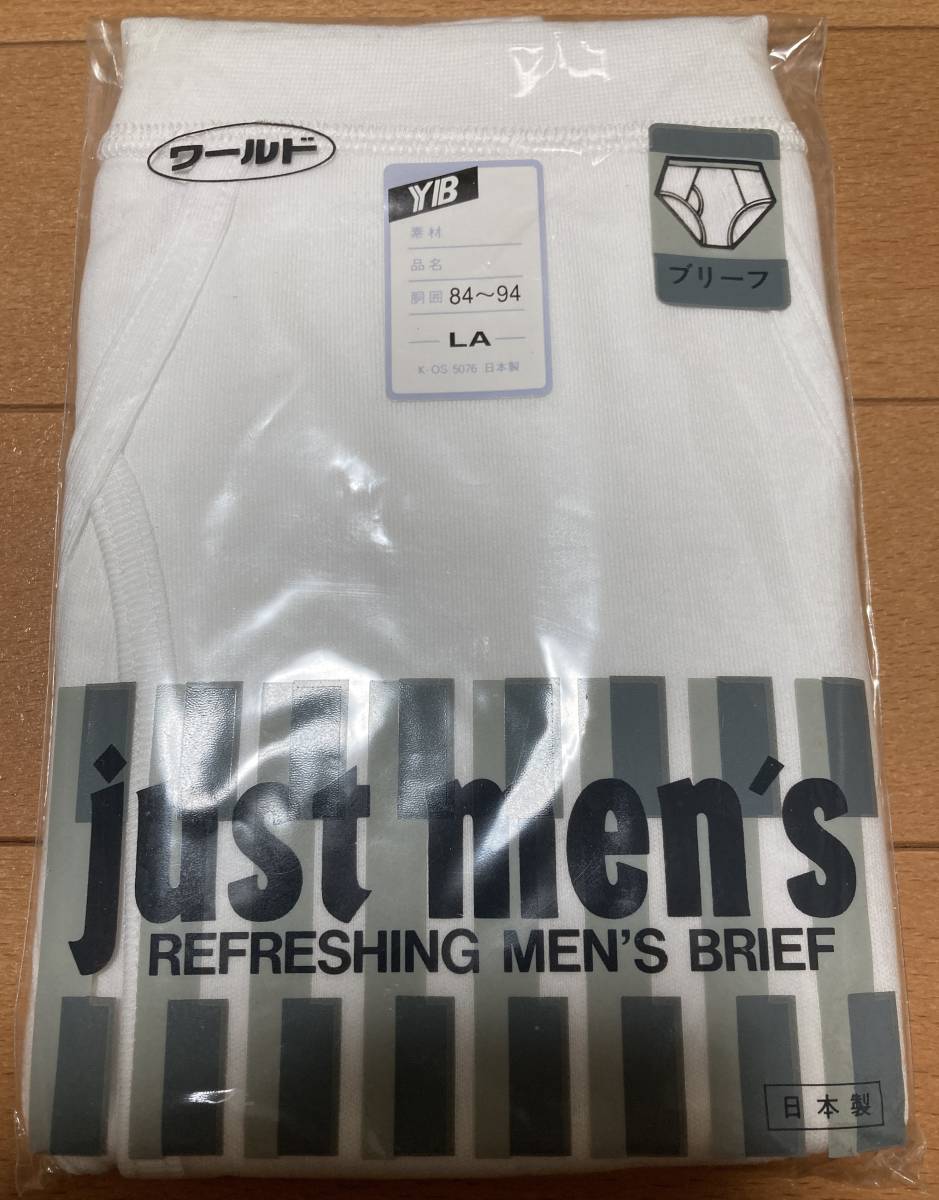 ワールド
YB
素材
品名
胴囲 84～94
LA
K-OS 5076 日本製
ブリーフ
just men's
REFRESHING MEN'S BRIEF
日本製